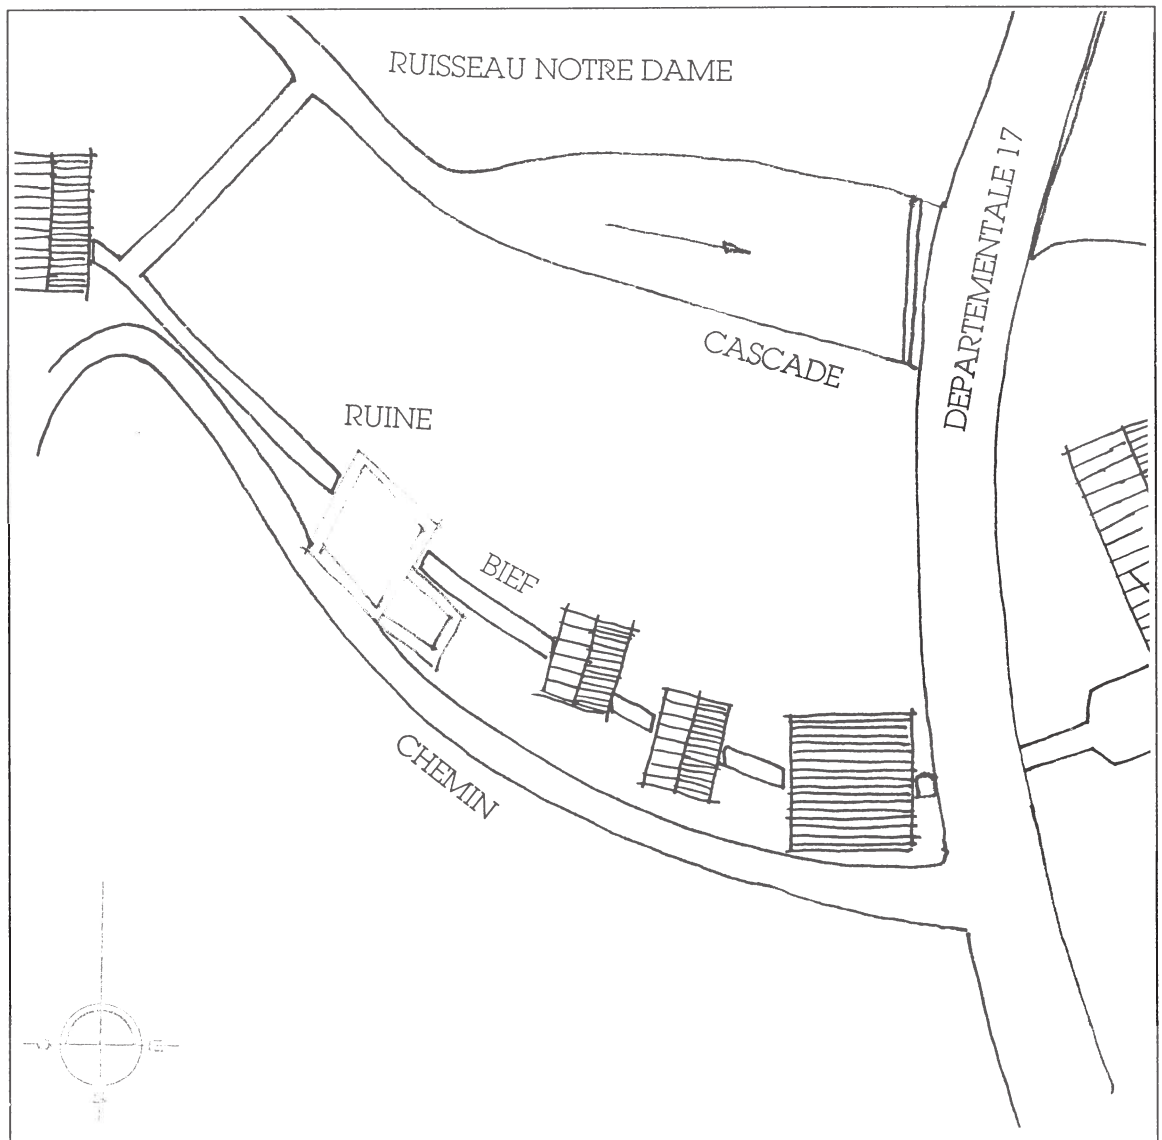 RUISSEAU NOTRE DAME
DEPARTEMENTALE 17
CASCADE
RUINE
BIEF
CHEMIN